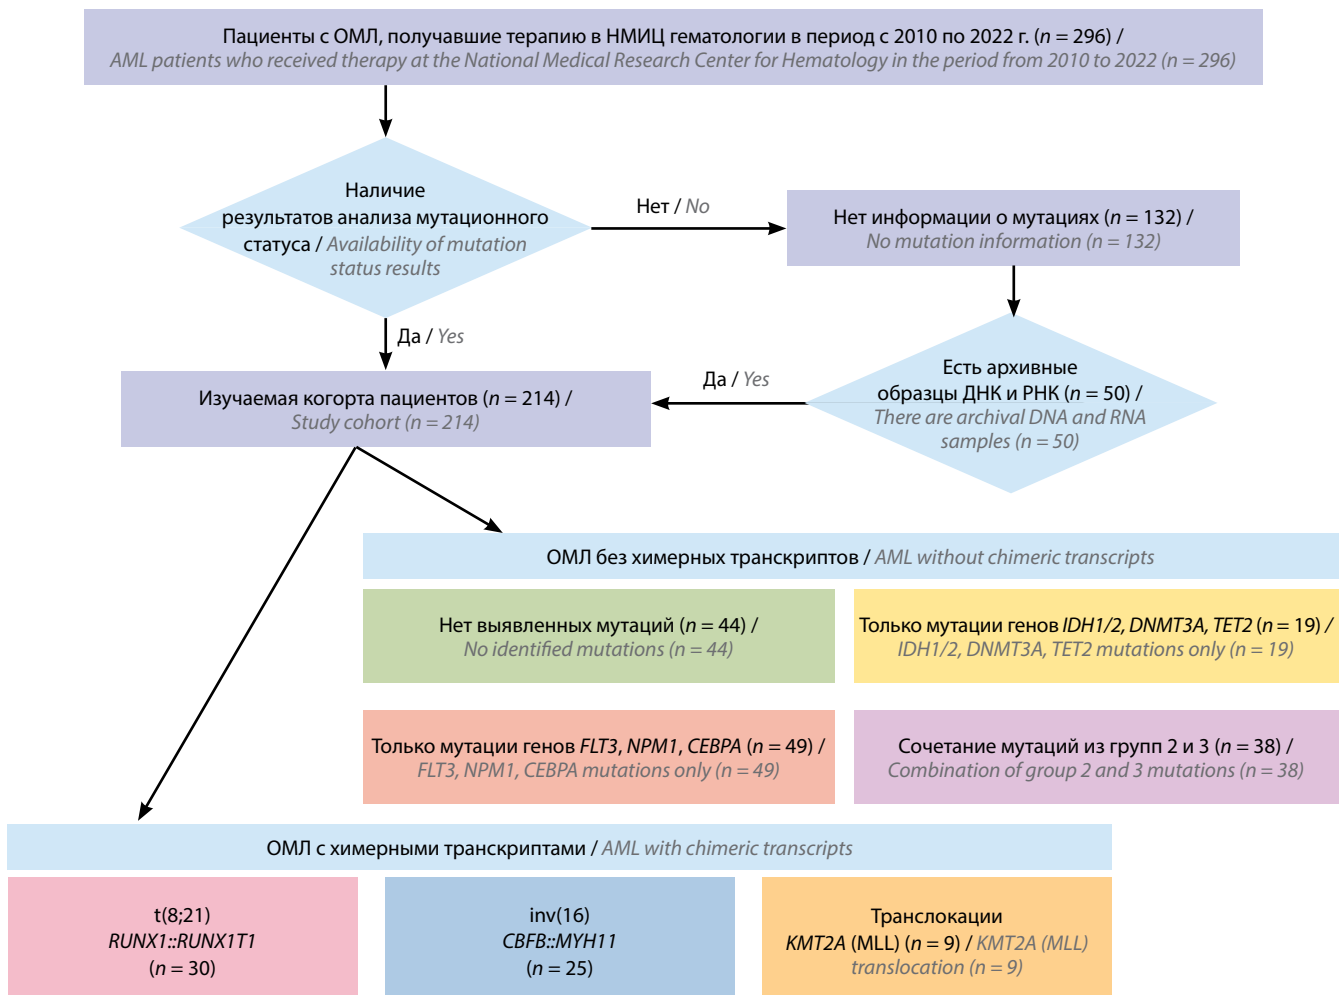 Пациенты с ОМЛ, получавшие терапию в НМИЦ гематологии в период с 2010 по 2022 г. (n = 296) /
AML patients who received therapy at the National Medical Research Center for Hematology in the period from 2010 to 2022 (n = 296)
Наличие
результатов анализа мутационного
статуса / Availability of mutation
status results
Нет / No
Нет информации о мутациях (n = 132) /
No mutation information (n = 132)
Да / Yes
Есть архивные
образцы ДНК и РНК (n = 50) /
There are archival DNA and RNA
samples (n = 50)
Да / Yes
Изучаемая когорта пациентов (n = 214) /
Study cohort (n = 214)
ОМЛ без химерных транскриптов / AML without chimeric transcripts
Нет выявленных мутаций (n = 44) /
No identified mutations (n = 44)
Только мутации генов IDH1/2, DNMT3A, TET2 (n = 19) /
IDH1/2, DNMT3A, TET2 mutations only (n = 19)
Только мутации генов FLT3, NPM1, CEBPA (n = 49) /
FLT3, NPM1, CEBPA mutations only (n = 49)
Сочетание мутаций из групп 2 и 3 (n = 38) /
Combination of group 2 and 3 mutations (n = 38)
ОМЛ с химерными транскриптами / AML with chimeric transcripts
t(8;21)
RUNX1::RUNX1T1
(n = 30)
inv(16)
CBFB::MYH11
(n = 25)
Транслокации
KMT2A (MLL) (n = 9) / KMT2A (MLL)
translocation (n = 9)